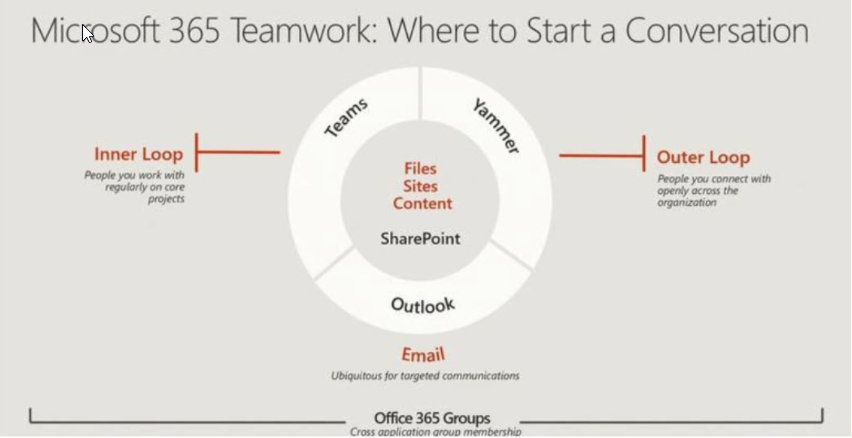 Microsoft 365 Teamwork: Where to Start a Conversation
Teams
Yammer
Inner Loop
People you work with
regularly on core
projects
Files
Sites
Content
SharePoint
Outer Loop
People you connect with
openly across the
organization
Outlook
Email
Ubiquitous for targeted communications
Office 365 Groups
Cross application group membership